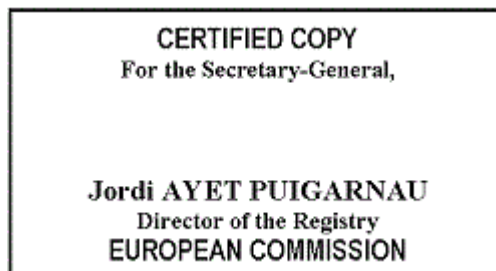 CERTIFIED COPY
For the Secretary-General,
Jordi AYET PUIGARNAU
Director of the Registry
EUROPEAN COMMISSION